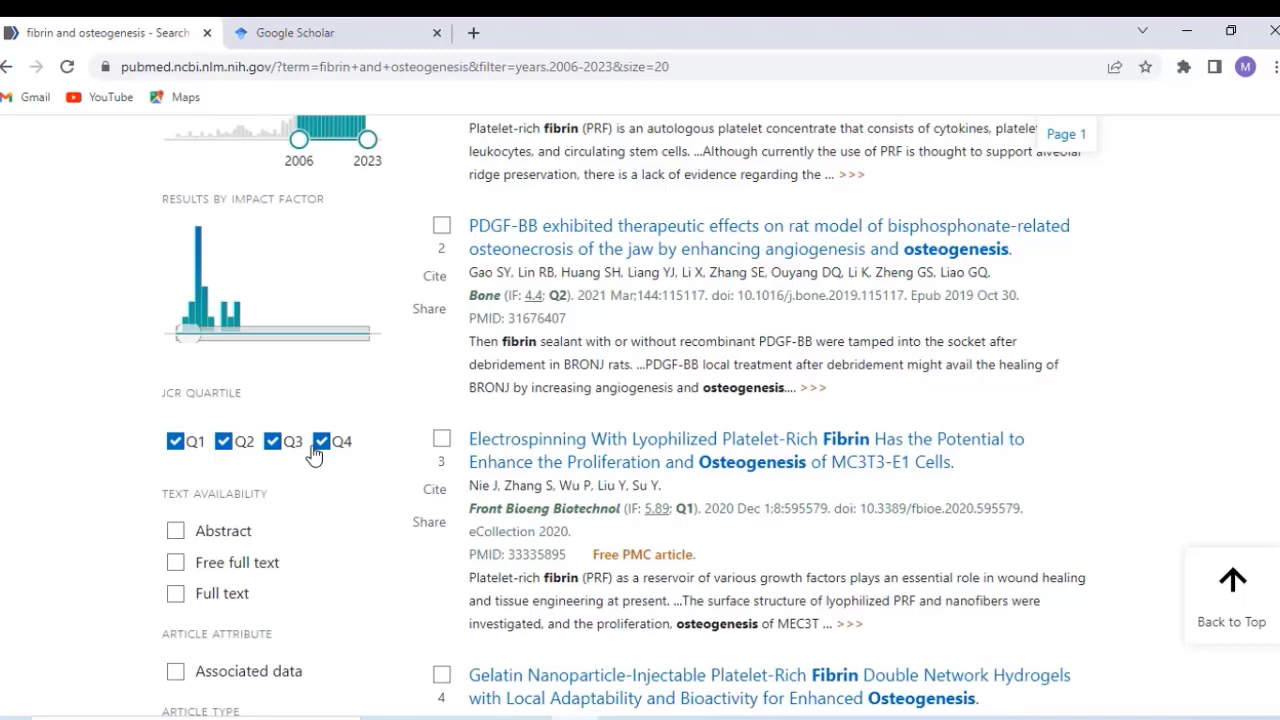 fibrin and osteogenesis - Search
Google Scholar
pubmed.ncbi.nlm.nih.gov/?term=fibrin+and+osteogenesis&filter=years.2006-2023&size=20
M
Gmail
YouTube
Maps
2006
2023
RESULTS BY IMPACT FACTOR
JCR QUARTILE
Q1 Q2 Q3 Q4
TEXT AVAILABILITY
Abstract
Free full text
Full text
ARTICLE ATTRIBUTE
Associated data
ARTICLE TYPE
Platelet-rich fibrin (PRF) is an autologous platelet concentrate that consists of cytokines,
leukocytes, and circulating stem cells. ...Although currently the use of PRF is thought to support alveolar
ridge preservation, there is a lack of evidence regarding the ... >>>
Page 1
2
Cite
Share
PDGF-BB exhibited therapeutic effects on rat model of bisphosphonate-related
osteonecrosis of the jaw by enhancing angiogenesis and osteogenesis.
Gao SY, Lin RB, Huang SH, Liang YJ, Li X, Zhang SE, Ouyang DQ, Li K, Zheng GS, Liao GQ.
Bone (IF: 4.4; Q2). 2021 Mar;144:115117. doi: 10.1016/j.bone.2019.115117. Epub 2019 Oct 30.
PMID: 31676407
Then fibrin sealant with or without recombinant PDGF-BB were tamped into the socket after
debridement in BRONJ rats. ...PDGF-BB local treatment after debridement might avail the healing of
BRONJ by increasing angiogenesis and osteogenesis.... >>>
3
Cite
Share
Electrospinning With Lyophilized Platelet-Rich Fibrin Has the Potential to
Enhance the Proliferation and Osteogenesis of MC3T3-E1 Cells.
Nie J, Zhang S, Wu P, Liu Y, Su Y.
Front Bioeng Biotechnol (IF: 5.89; Q1). 2020 Dec 1:8:595579. doi: 10.3389/fbioe.2020.595579.
eCollection 2020.
PMID: 33335895 Free PMC article.
Platelet-rich fibrin (PRF) as a reservoir of various growth factors plays an essential role in wound healing
and tissue engineering at present. ...The surface structure of lyophilized PRF and nanofibers were
investigated, and the proliferation, osteogenesis of MEC3T ... >>>
4
Gelatin Nanoparticle-Injectable Platelet-Rich Fibrin Double Network Hydrogels
with Local Adaptability and Bioactivity for Enhanced Osteogenesis.
Back to Top